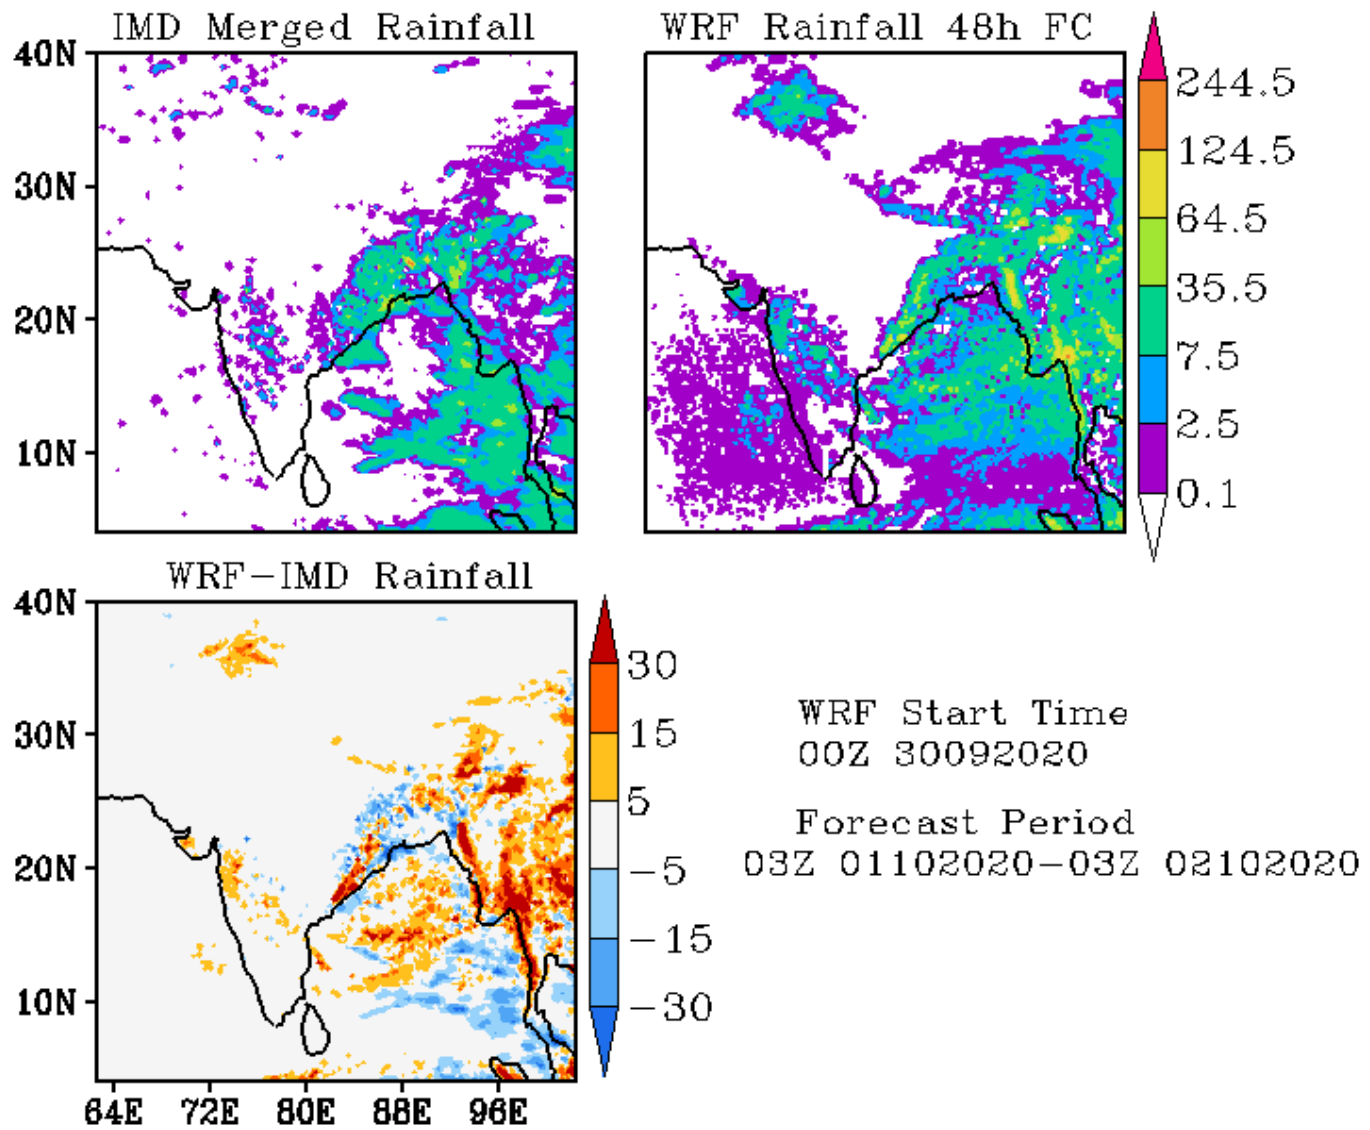 IMD Merged Rainfall
WRF Rainfall 48h FC
40N
30N
20N
10N
244.5
124.5
64.5
35.5
7.5
2.5
0.1
WRF-IMD Rainfall
40N
30N
20N
10N
64E 72E 80E 88E 96E
30
15
5
-5
-15
-30
WRF Start Time
00Z 30092020
Forecast Period
03Z 01102020-03Z 02102020